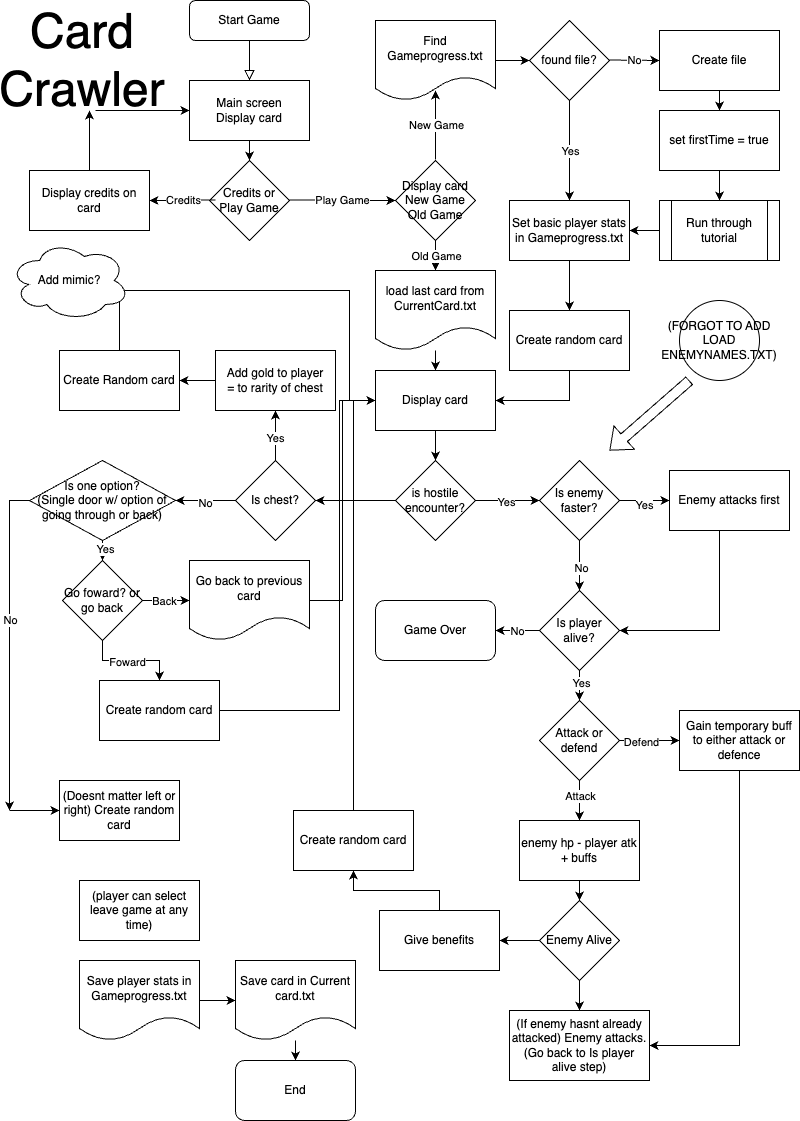 Card
Crawler
Start Game
Main screen
Display card
Display credits on
card
Credits
Credits or
Play Game
Play Game
Display card
New Game
Old Game
New Game
Find
Gameprogress.txt
found file?
No
Create file
set firstTime = true
Run through
tutorial
Yes
Set basic player stats
in Gameprogress.txt
Create random card
Old Game
load last card from
CurrentCard.txt
Display card
(FORGOT TO ADD
LOAD
ENEMYNAMES.TXT)
Add mimic?
Create Random card
Add gold to player
= to rarity of chest
Yes
Is chest?
No
Is one option?
(Single door w/ option of
going through or back)
Yes
No
Go foward? or
go back
Back
Go back to previous
card
Foward
Create random card
(Doesnt matter left or
right) Create random
card
is hostile
encounter?
Yes
Is enemy
faster?
Yes
Enemy attacks first
No
Is player
alive?
No
Game Over
Yes
Attack or
defend
Defend
Gain temporary buff
to either attack or
defence
Attack
enemy hp - player atk
+ buffs
Enemy Alive
Give benefits
Create random card
(If enemy hasnt already
attacked) Enemy attacks.
(Go back to Is player
alive step)
(player can select
leave game at any
time)
Save player stats in
Gameprogress.txt
Save card in Current
card.txt
End